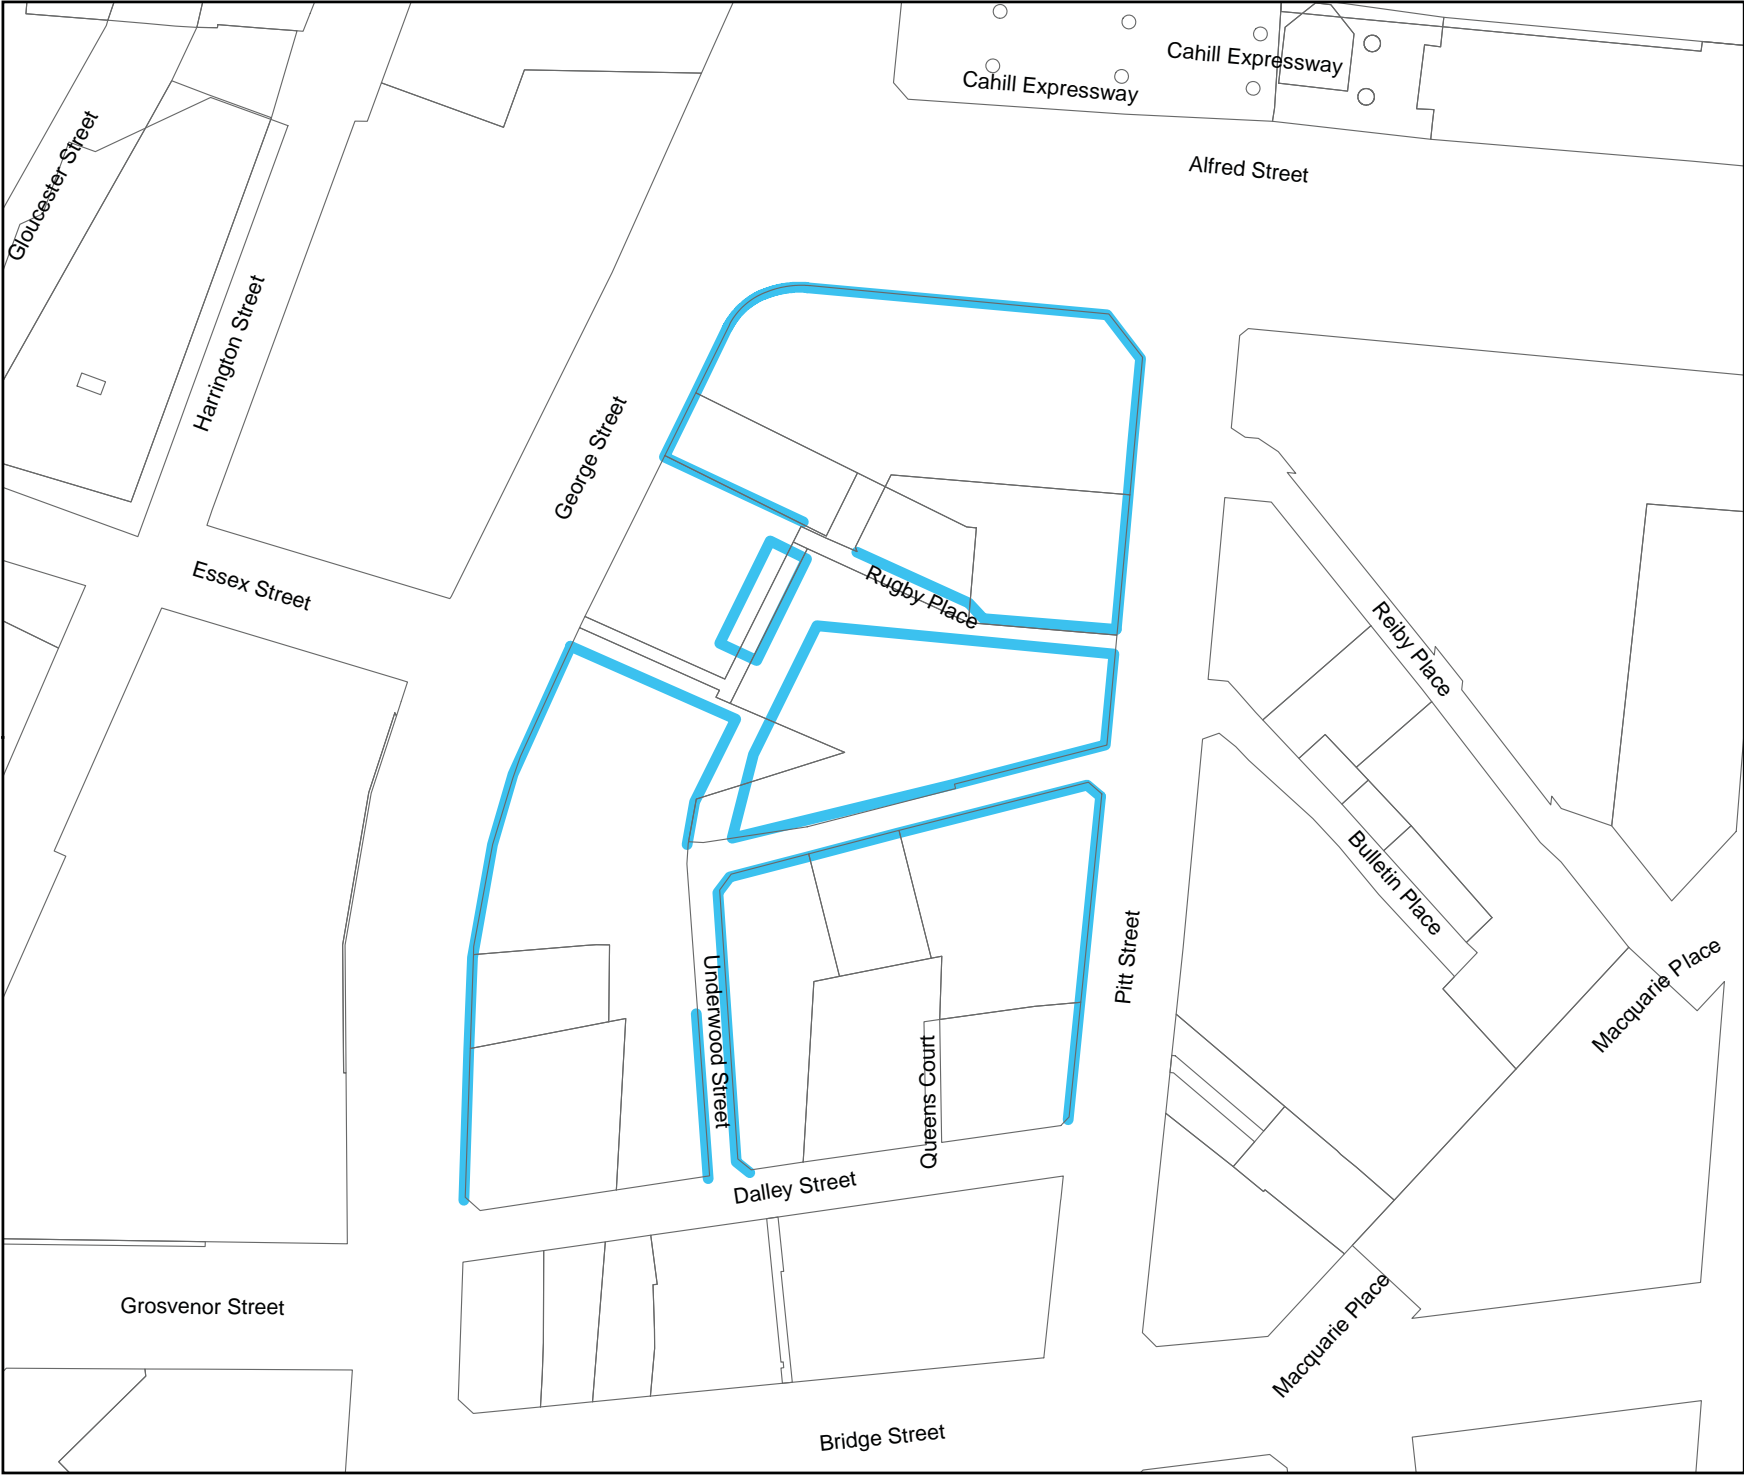 Cahill Expressway
Cahill Expressway
Alfred Street
Gloucester Street
Harrington Street
George Street
Essex Street
Rugby Place
Reiby Place
Bulletin Place
Pitt Street
Underwood Street
Macquarie Place
Queens Court
Dalley Street
Grosvenor Street
Macquarie Place
Bridge Street